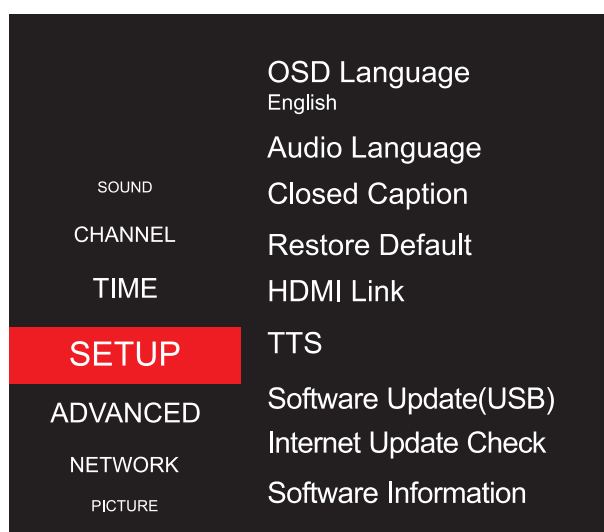 SOUND
CHANNEL
TIME
SETUP
ADVANCED
NETWORK
PICTURE
OSD Language
English
Audio Language
Closed Caption
Restore Default
HDMI Link
TTS
Software Update(USB)
Internet Update Check
Software Information